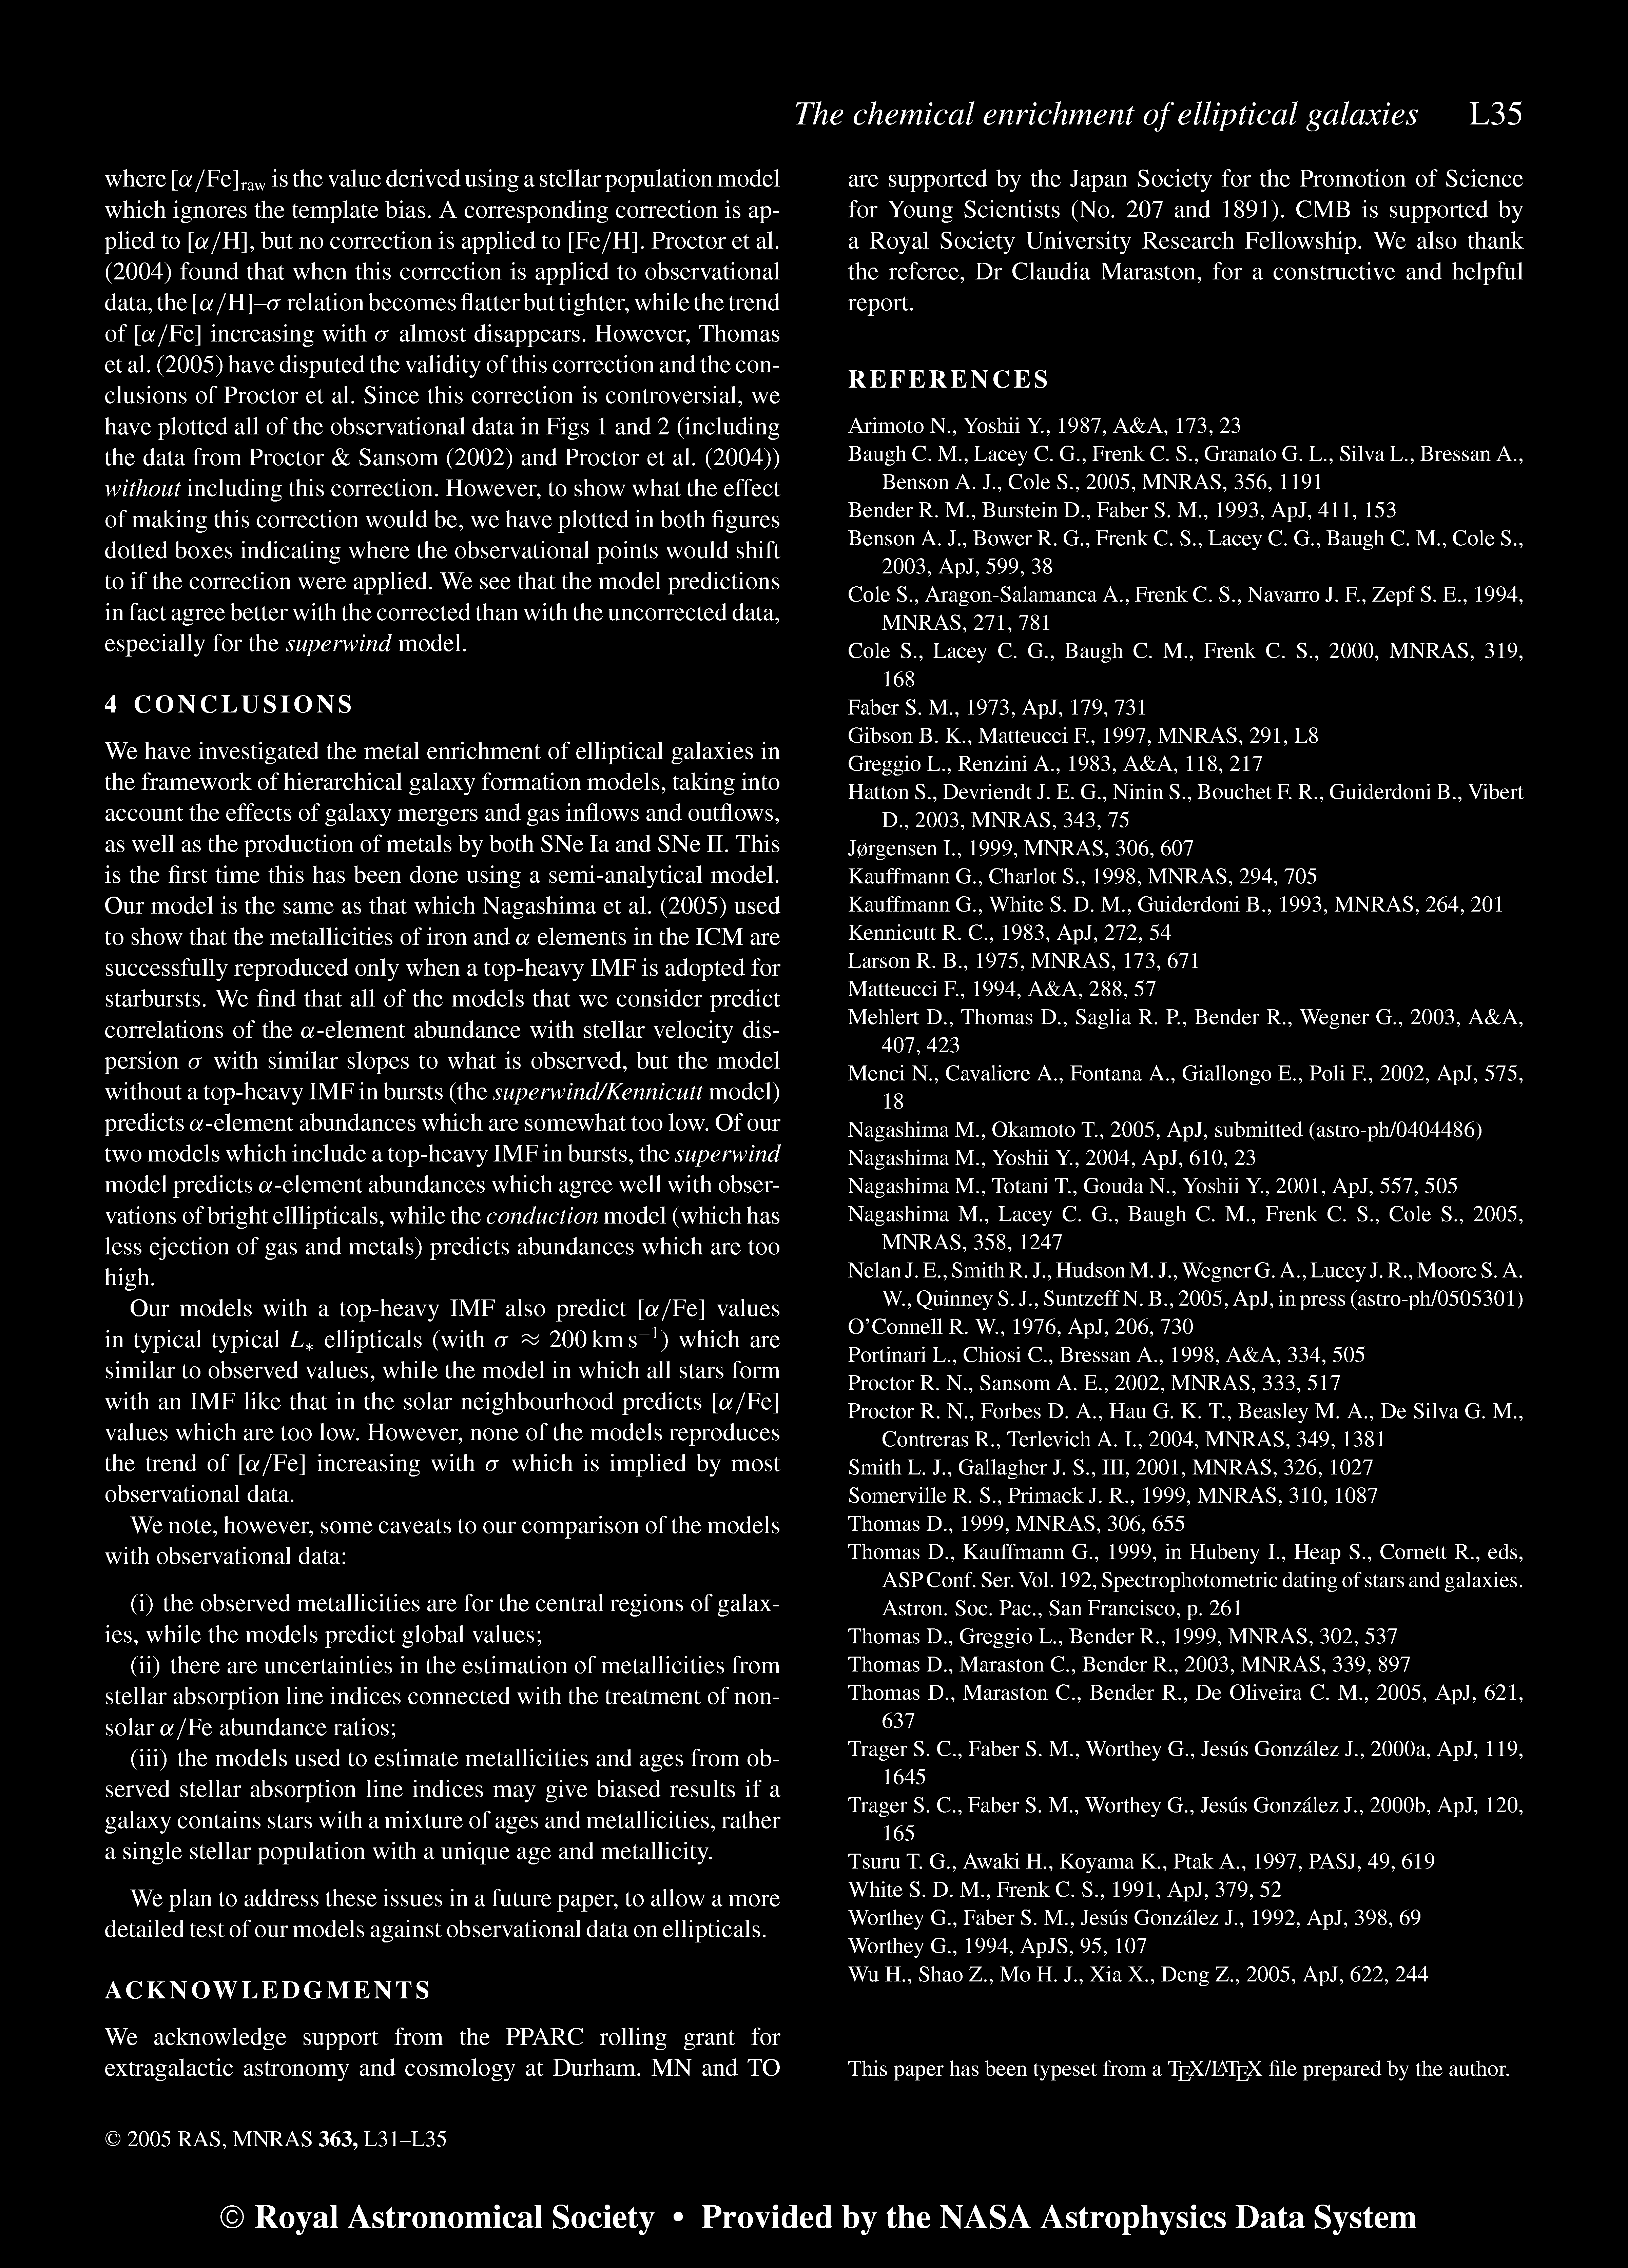 The chemical enrichment of elliptical galaxies L35
where [α/Fe]raw is the value derived using a stellar population model
which ignores the template bias. A corresponding correction is ap-
plied to [α/H], but no correction is applied to [Fe/H]. Proctor et al.
(2004) found that when this correction is applied to observational
data, the [α/H]–σ relation becomes flatter but tighter, while the trend
of [α/Fe] increasing with σ almost disappears. However, Thomas
et al. (2005) have disputed the validity of this correction and the con-
clusions of Proctor et al. Since this correction is controversial, we
have plotted all of the observational data in Figs 1 and 2 (including
the data from Proctor & Sansom (2002) and Proctor et al. (2004))
without including this correction. However, to show what the effect
of making this correction would be, we have plotted in both figures
dotted boxes indicating where the observational points would shift
to if the correction were applied. We see that the model predictions
in fact agree better with the corrected than with the uncorrected data,
especially for the superwind model.
4 CONCLUSIONS
We have investigated the metal enrichment of elliptical galaxies in
the framework of hierarchical galaxy formation models, taking into
account the effects of galaxy mergers and gas inflows and outflows,
as well as the production of metals by both SNe Ia and SNe II. This
is the first time this has been done using a semi-analytical model.
Our model is the same as that which Nagashima et al. (2005) used
to show that the metallicities of iron and α elements in the ICM are
successfully reproduced only when a top-heavy IMF is adopted for
starbursts. We find that all of the models that we consider predict
correlations of the α-element abundance with stellar velocity dis-
persion σ with similar slopes to what is observed, but the model
without a top-heavy IMF in bursts (the superwind/Kennicutt model)
predicts α-element abundances which are somewhat too low. Of our
two models which include a top-heavy IMF in bursts, the superwind
model predicts α-element abundances which agree well with obser-
vations of bright elllipticals, while the conduction model (which has
less ejection of gas and metals) predicts abundances which are too
high.
Our models with a top-heavy IMF also predict [α/Fe] values
in typical typical L∗ ellipticals (with σ ≈ 200 km s−1) which are
similar to observed values, while the model in which all stars form
with an IMF like that in the solar neighbourhood predicts [α/Fe]
values which are too low. However, none of the models reproduces
the trend of [α/Fe] increasing with σ which is implied by most
observational data.
We note, however, some caveats to our comparison of the models
with observational data:
(i) the observed metallicities are for the central regions of galax-
ies, while the models predict global values;
(ii) there are uncertainties in the estimation of metallicities from
stellar absorption line indices connected with the treatment of non-
solar α/Fe abundance ratios;
(iii) the models used to estimate metallicities and ages from ob-
served stellar absorption line indices may give biased results if a
galaxy contains stars with a mixture of ages and metallicities, rather
a single stellar population with a unique age and metallicity.
We plan to address these issues in a future paper, to allow a more
detailed test of our models against observational data on ellipticals.
ACKNOWLEDGMENTS
We acknowledge support from the PPARC rolling grant for
extragalactic astronomy and cosmology at Durham. MN and TO
are supported by the Japan Society for the Promotion of Science
for Young Scientists (No. 207 and 1891). CMB is supported by
a Royal Society University Research Fellowship. We also thank
the referee, Dr Claudia Maraston, for a constructive and helpful
report.
REFERENCES
Arimoto N., Yoshii Y., 1987, A&A, 173, 23
Baugh C. M., Lacey C. G., Frenk C. S., Granato G. L., Silva L., Bressan A.,
Benson A. J., Cole S., 2005, MNRAS, 356, 1191
Bender R. M., Burstein D., Faber S. M., 1993, ApJ, 411, 153
Benson A. J., Bower R. G., Frenk C. S., Lacey C. G., Baugh C. M., Cole S.,
2003, ApJ, 599, 38
Cole S., Aragon-Salamanca A., Frenk C. S., Navarro J. F., Zepf S. E., 1994,
MNRAS, 271, 781
Cole S., Lacey C. G., Baugh C. M., Frenk C. S., 2000, MNRAS, 319,
168
Faber S. M., 1973, ApJ, 179, 731
Gibson B. K., Matteucci F., 1997, MNRAS, 291, L8
Greggio L., Renzini A., 1983, A&A, 118, 217
Hatton S., Devriendt J. E. G., Ninin S., Bouchet F. R., Guiderdoni B., Vibert
D., 2003, MNRAS, 343, 75
Jørgensen I., 1999, MNRAS, 306, 607
Kauffmann G., Charlot S., 1998, MNRAS, 294, 705
Kauffmann G., White S. D. M., Guiderdoni B., 1993, MNRAS, 264, 201
Kennicutt R. C., 1983, ApJ, 272, 54
Larson R. B., 1975, MNRAS, 173, 671
Matteucci F., 1994, A&A, 288, 57
Mehlert D., Thomas D., Saglia R. P., Bender R., Wegner G., 2003, A&A,
407, 423
Menci N., Cavaliere A., Fontana A., Giallongo E., Poli F., 2002, ApJ, 575,
18
Nagashima M., Okamoto T., 2005, ApJ, submitted (astro-ph/0404486)
Nagashima M., Yoshii Y., 2004, ApJ, 610, 23
Nagashima M., Totani T., Gouda N., Yoshii Y., 2001, ApJ, 557, 505
Nagashima M., Lacey C. G., Baugh C. M., Frenk C. S., Cole S., 2005,
MNRAS, 358, 1247
Nelan J. E., Smith R. J., Hudson M. J., Wegner G. A., Lucey J. R., Moore S. A.
W., Quinney S. J., Suntzeff N. B., 2005, ApJ, in press (astro-ph/0505301)
O'Connell R. W., 1976, ApJ, 206, 730
Portinari L., Chiosi C., Bressan A., 1998, A&A, 334, 505
Proctor R. N., Sansom A. E., 2002, MNRAS, 333, 517
Proctor R. N., Forbes D. A., Hau G. K. T., Beasley M. A., De Silva G. M.,
Contreras R., Terlevich A. I., 2004, MNRAS, 349, 1381
Smith L. J., Gallagher J. S., III, 2001, MNRAS, 326, 1027
Somerville R. S., Primack J. R., 1999, MNRAS, 310, 1087
Thomas D., 1999, MNRAS, 306, 655
Thomas D., Kauffmann G., 1999, in Hubeny I., Heap S., Cornett R., eds,
ASP Conf. Ser. Vol. 192, Spectrophotometric dating of stars and galaxies.
Astron. Soc. Pac., San Francisco, p. 261
Thomas D., Greggio L., Bender R., 1999, MNRAS, 302, 537
Thomas D., Maraston C., Bender R., 2003, MNRAS, 339, 897
Thomas D., Maraston C., Bender R., De Oliveira C. M., 2005, ApJ, 621,
637
Trager S. C., Faber S. M., Worthey G., Jesús González J., 2000a, ApJ, 119,
1645
Trager S. C., Faber S. M., Worthey G., Jesús González J., 2000b, ApJ, 120,
165
Tsuru T. G., Awaki H., Koyama K., Ptak A., 1997, PASJ, 49, 619
White S. D. M., Frenk C. S., 1991, ApJ, 379, 52
Worthey G., Faber S. M., Jesús González J., 1992, ApJ, 398, 69
Worthey G., 1994, ApJS, 95, 107
Wu H., Shao Z., Mo H. J., Xia X., Deng Z., 2005, ApJ, 622, 244
This paper has been typeset from a TEX/LATEX file prepared by the author.
© 2005 RAS, MNRAS 363, L31–L35
© Royal Astronomical Society • Provided by the NASA Astrophysics Data System